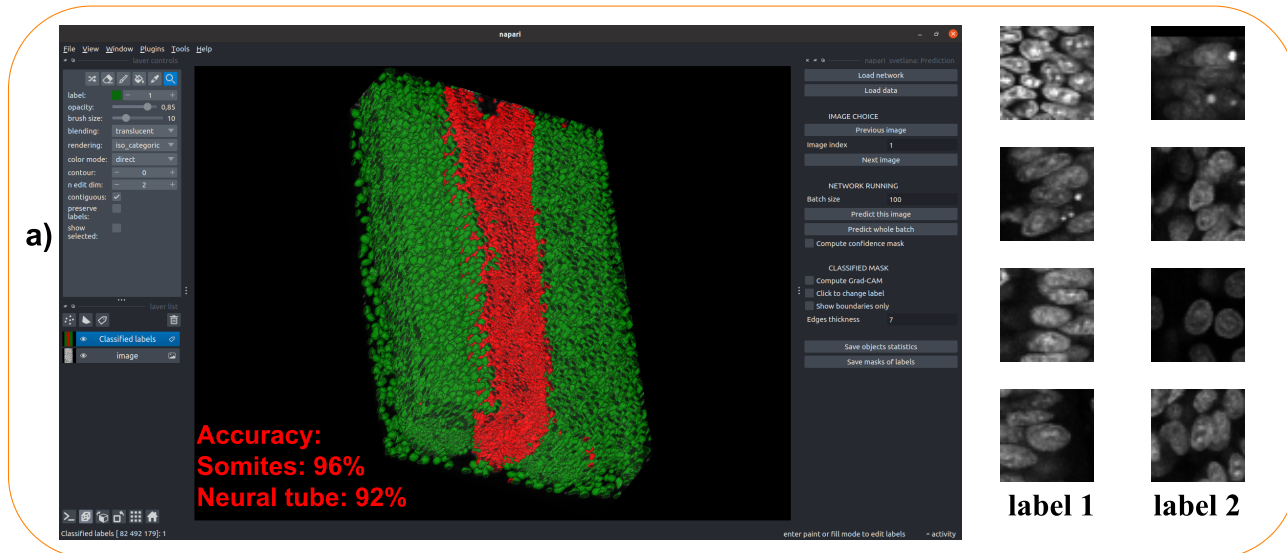 a)
napari
File View Window Plugins Tools Help
layer controls
label: 1
opacity: 0,85
brush size: 10
blending: translucent
rendering: iso_categoric
color mode: direct
contour: 0
n edit dim: 2
contiguous:
preserve
labels:
show
selected:
layer list
Classified labels
image
Accuracy:
Somites: 96%
Neural tube: 92%
napari svetlana: Prediction
Load network
Load data
IMAGE CHOICE
Previous image
Image index 1
Next image
NETWORK RUNNING
Batch size 100
Predict this image
Predict whole batch
Compute confidence mask
CLASSIFIED MASK
Compute Grad-CAM
Click to change label
Show boundaries only
Edges thickness 7
Save objects statistics
Save masks of labels
Classified labels [ 82 492 179]: 1
enter paint or fill mode to edit labels
activity
label 1
label 2